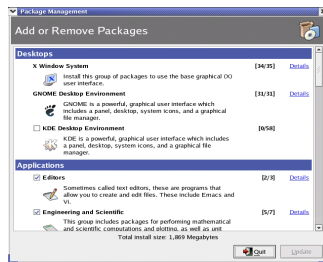 Package Management
Add or Remove Packages
Desktops
X Window System [34/35] Details
Install this group of packages to use the base graphical (X)
user interface.
GNOME Desktop Environment [31/31] Details
GNOME is a powerful, graphical user interface which
includes a panel, desktop, system icons, and a graphical
file manager.
KDE Desktop Environment [0/58]
KDE is a powerful, graphical user interface which includes
a panel, desktop, system icons, and a graphical file
manager.
Applications
Editors [2/3] Details
Sometimes called text editors, these are programs that
allow you to create and edit files. These include Emacs and
Vi.
Engineering and Scientific [5/7] Details
This group includes packages for performing mathematical
and scientific computations and plotting, as well as unit
Total install size: 1,869 Megabytes
Quit Update